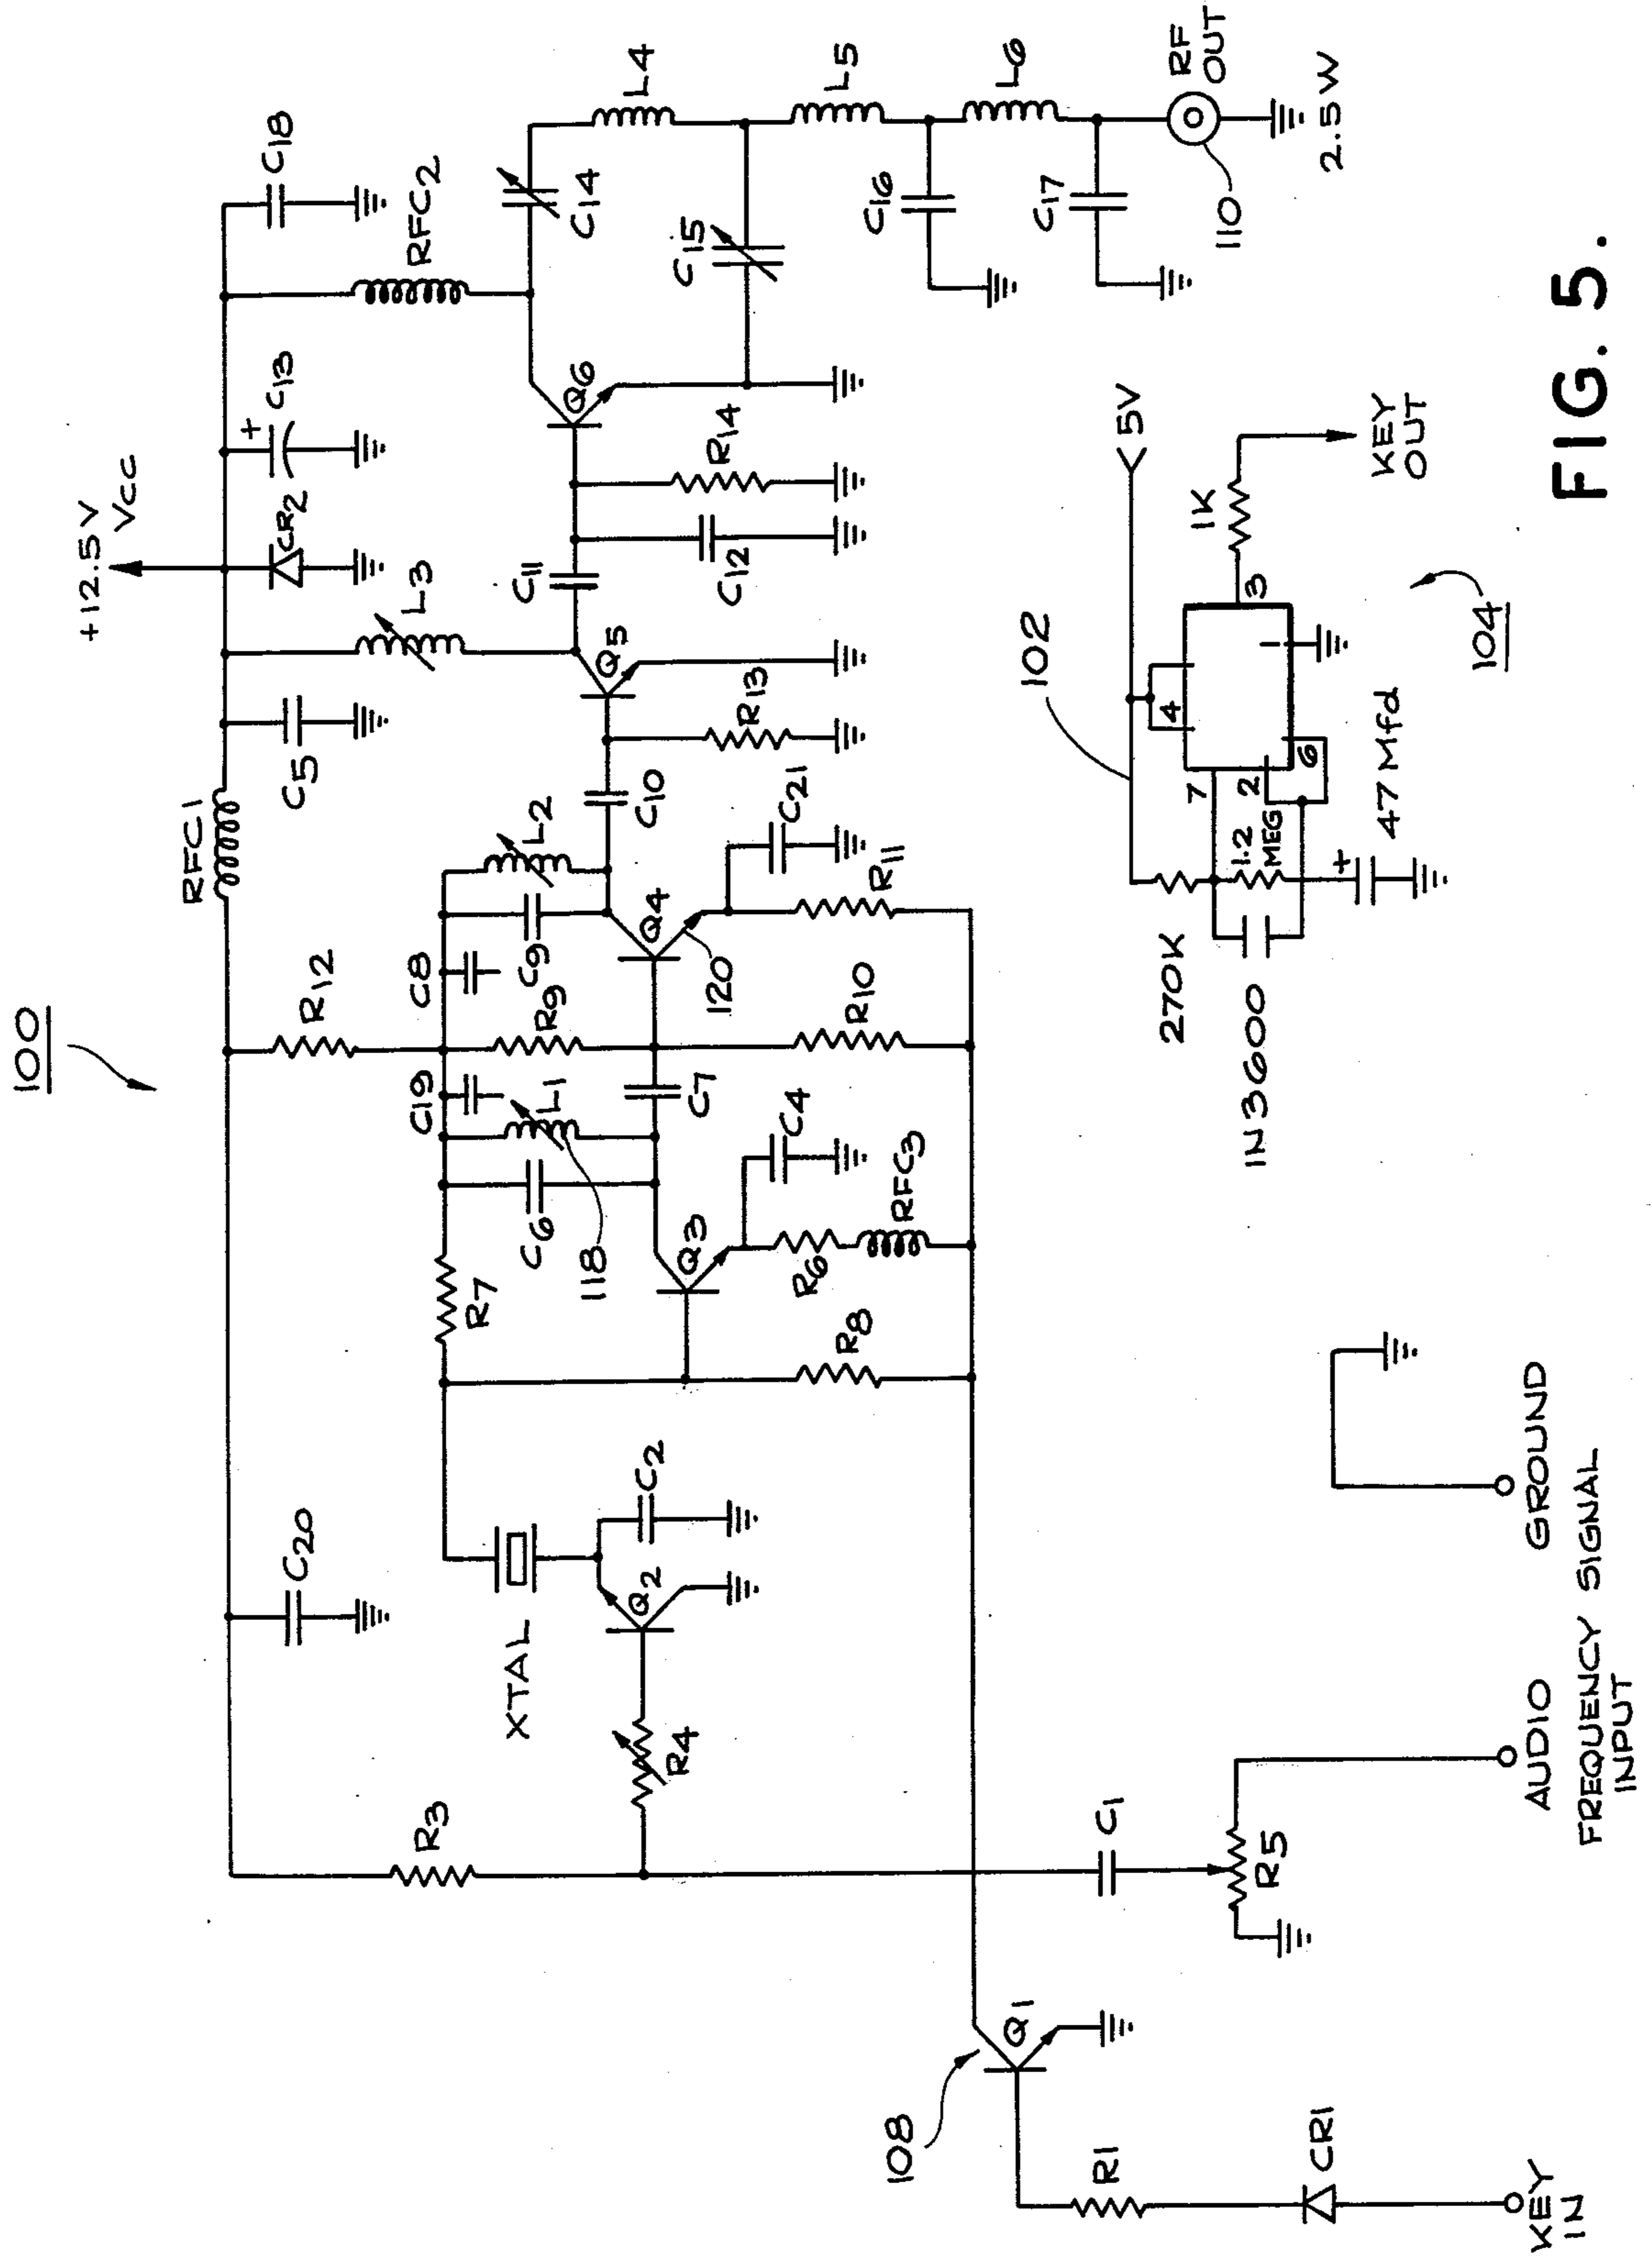 100
+12.5V
Vcc
RFC1
C20
R3
R12
C5
L3
CR2
C13
RFC2
C18
C14
L4
C15
L5
C16
L6
C17
RF
OUT
110
2.5W
XTAL
R4
Q2
C2
R7
C6
118
L1
C19
C8
R9
C9
L2
C7
Q3
R8
R6
RFC3
C4
R10
Q4
120
R11
C21
C10
R13
Q5
C11
C12
R14
Q6
108
Q1
R1
CR1
KEY
IN
C1
R5
AUDIO
GROUND
FREQUENCY SIGNAL
INPUT
102
5V
270K
1N3600
1.2
MEG
47Mfd
7
4
2
6
1
3
1K
KEY
OUT
104
FIG. 5.